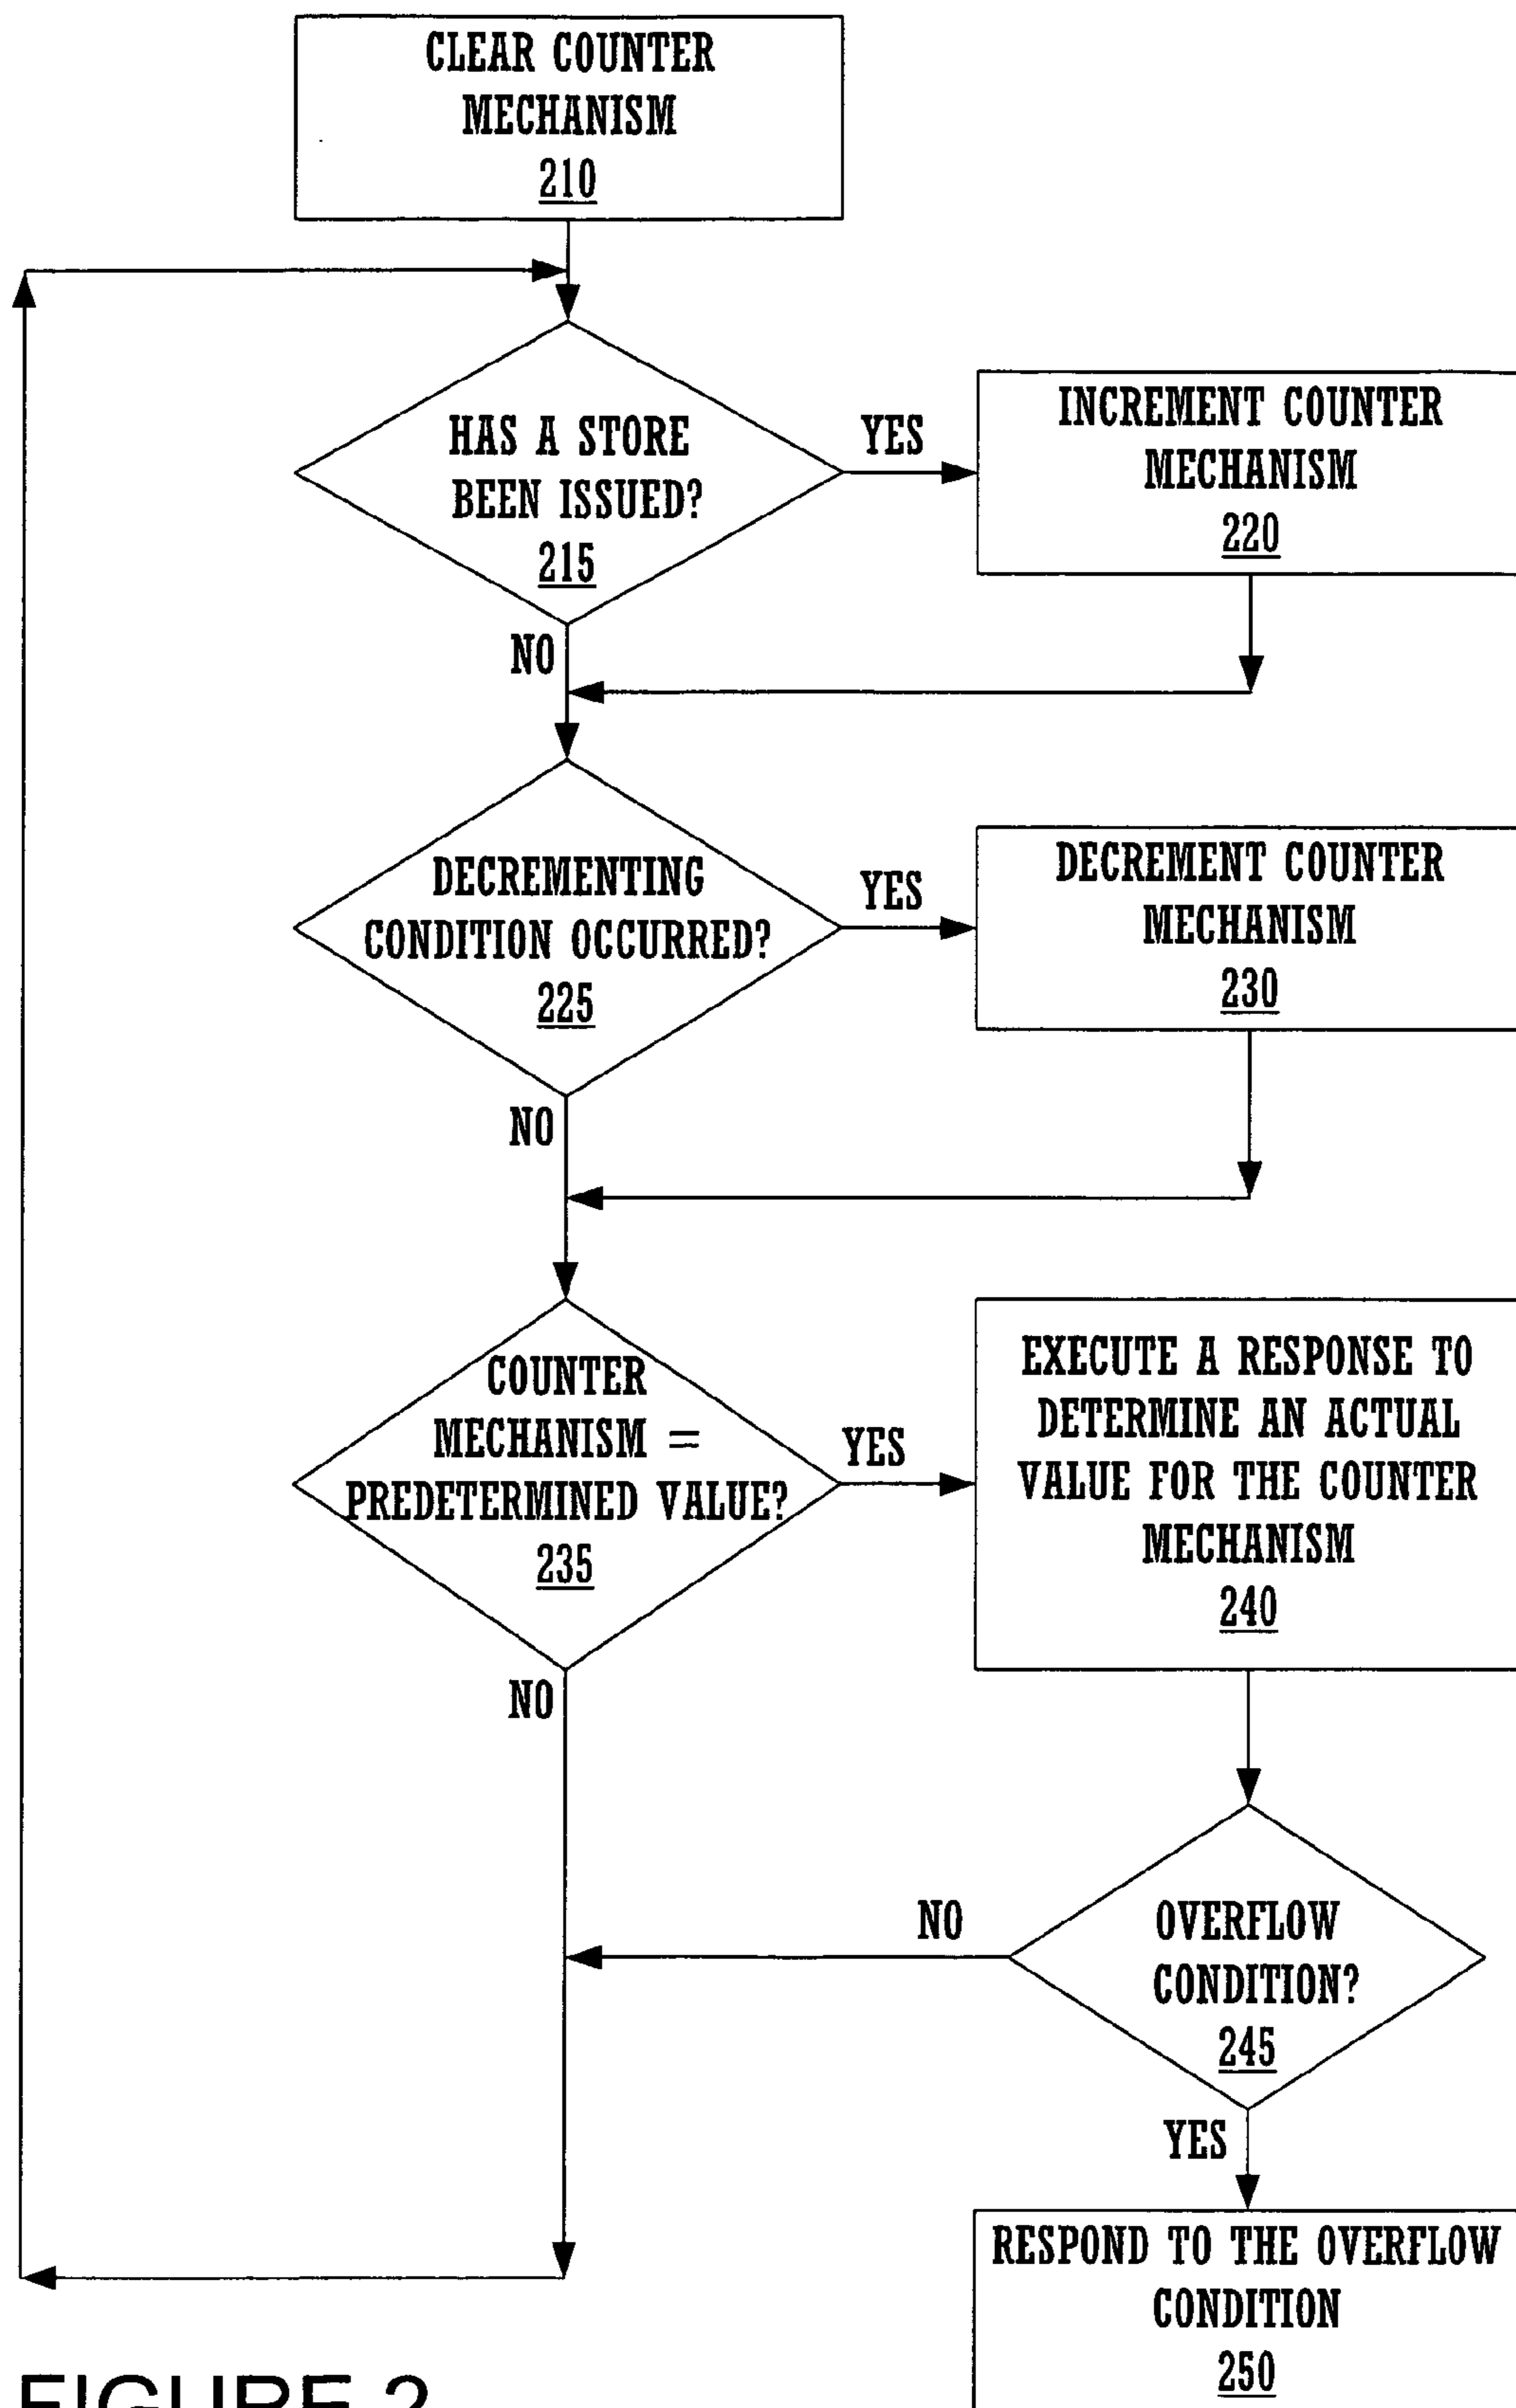 CLEAR COUNTER
MECHANISM
210
HAS A STORE
BEEN ISSUED?
215
YES
INCREMENT COUNTER
MECHANISM
220
NO
DECREMENTING
CONDITION OCCURRED?
225
YES
DECREMENT COUNTER
MECHANISM
230
NO
COUNTER
MECHANISM =
PREDETERMINED VALUE?
235
YES
EXECUTE A RESPONSE TO
DETERMINE AN ACTUAL
VALUE FOR THE COUNTER
MECHANISM
240
NO
OVERFLOW
CONDITION?
245
NO
YES
RESPOND TO THE OVERFLOW
CONDITION
250
FIGURE 2